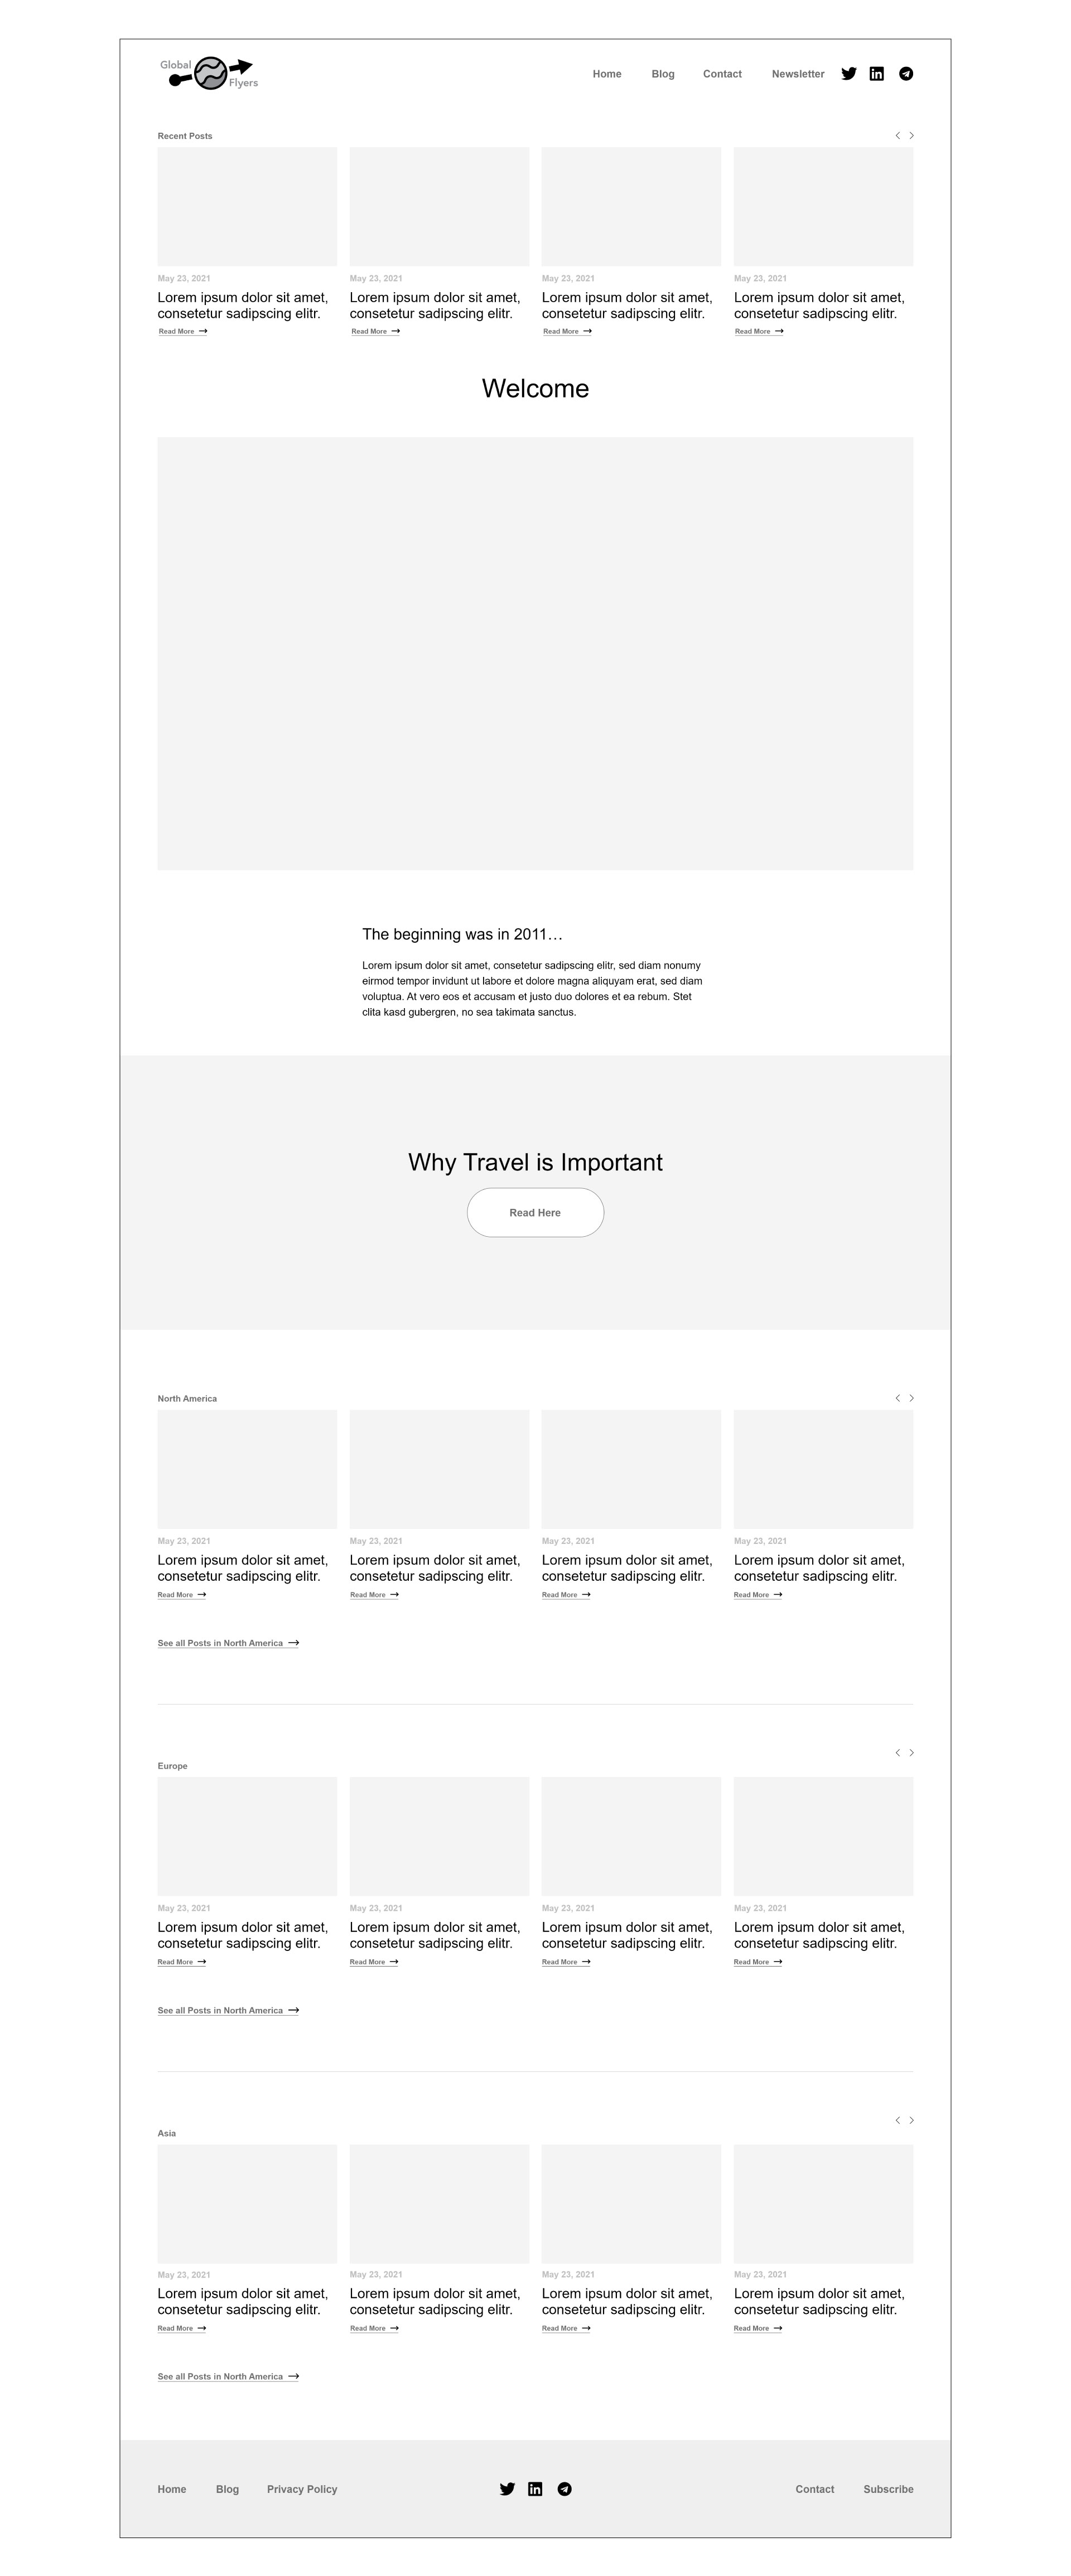 Global
Flyers
Home Blog Contact Newsletter
Recent Posts
May 23, 2021 May 23, 2021 May 23, 2021 May 23, 2021
Lorem ipsum dolor sit amet, Lorem ipsum dolor sit amet, Lorem ipsum dolor sit amet, Lorem ipsum dolor sit amet,
consetetur sadipscing elitr. consetetur sadipscing elitr. consetetur sadipscing elitr. consetetur sadipscing elitr.
Read More Read More Read More Read More
Welcome
The beginning was in 2011…
Lorem ipsum dolor sit amet, consetetur sadipscing elitr, sed diam nonumy
eirmod tempor invidunt ut labore et dolore magna aliquyam erat, sed diam
voluptua. At vero eos et accusam et justo duo dolores et ea rebum. Stet
clita kasd gubergren, no sea takimata sanctus.
Why Travel is Important
Read Here
North America
May 23, 2021 May 23, 2021 May 23, 2021 May 23, 2021
Lorem ipsum dolor sit amet, Lorem ipsum dolor sit amet, Lorem ipsum dolor sit amet, Lorem ipsum dolor sit amet,
consetetur sadipscing elitr. consetetur sadipscing elitr. consetetur sadipscing elitr. consetetur sadipscing elitr.
Read More Read More Read More Read More
See all Posts in North America
Europe
May 23, 2021 May 23, 2021 May 23, 2021 May 23, 2021
Lorem ipsum dolor sit amet, Lorem ipsum dolor sit amet, Lorem ipsum dolor sit amet, Lorem ipsum dolor sit amet,
consetetur sadipscing elitr. consetetur sadipscing elitr. consetetur sadipscing elitr. consetetur sadipscing elitr.
Read More Read More Read More Read More
See all Posts in North America
Asia
May 23, 2021 May 23, 2021 May 23, 2021 May 23, 2021
Lorem ipsum dolor sit amet, Lorem ipsum dolor sit amet, Lorem ipsum dolor sit amet, Lorem ipsum dolor sit amet,
consetetur sadipscing elitr. consetetur sadipscing elitr. consetetur sadipscing elitr. consetetur sadipscing elitr.
Read More Read More Read More Read More
See all Posts in North America
Home Blog Privacy Policy in Contact Subscribe